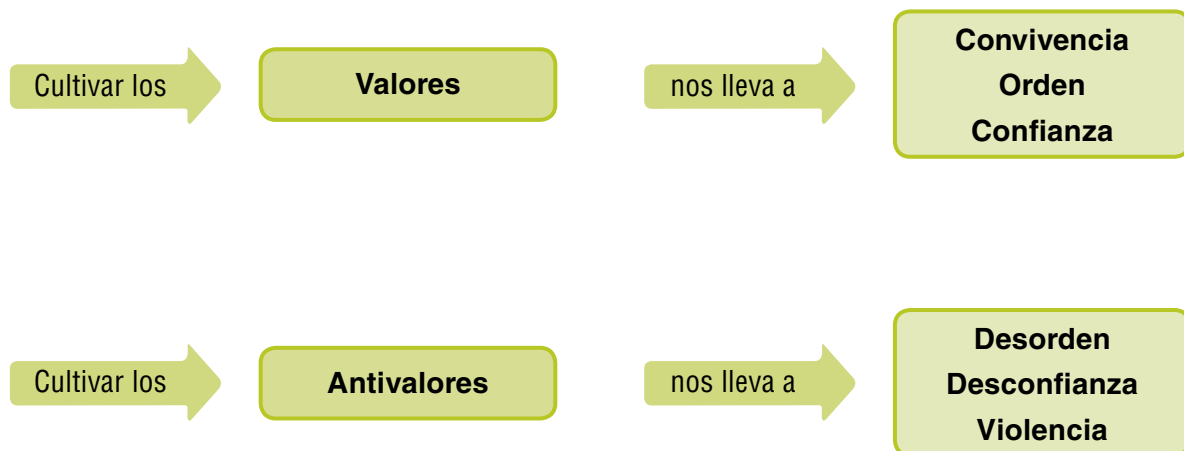 Cultivar los
Valores
nos lleva a
Convivencia
Orden
Confianza
Cultivar los
Antivalores
nos lleva a
Desorden
Desconfianza
Violencia